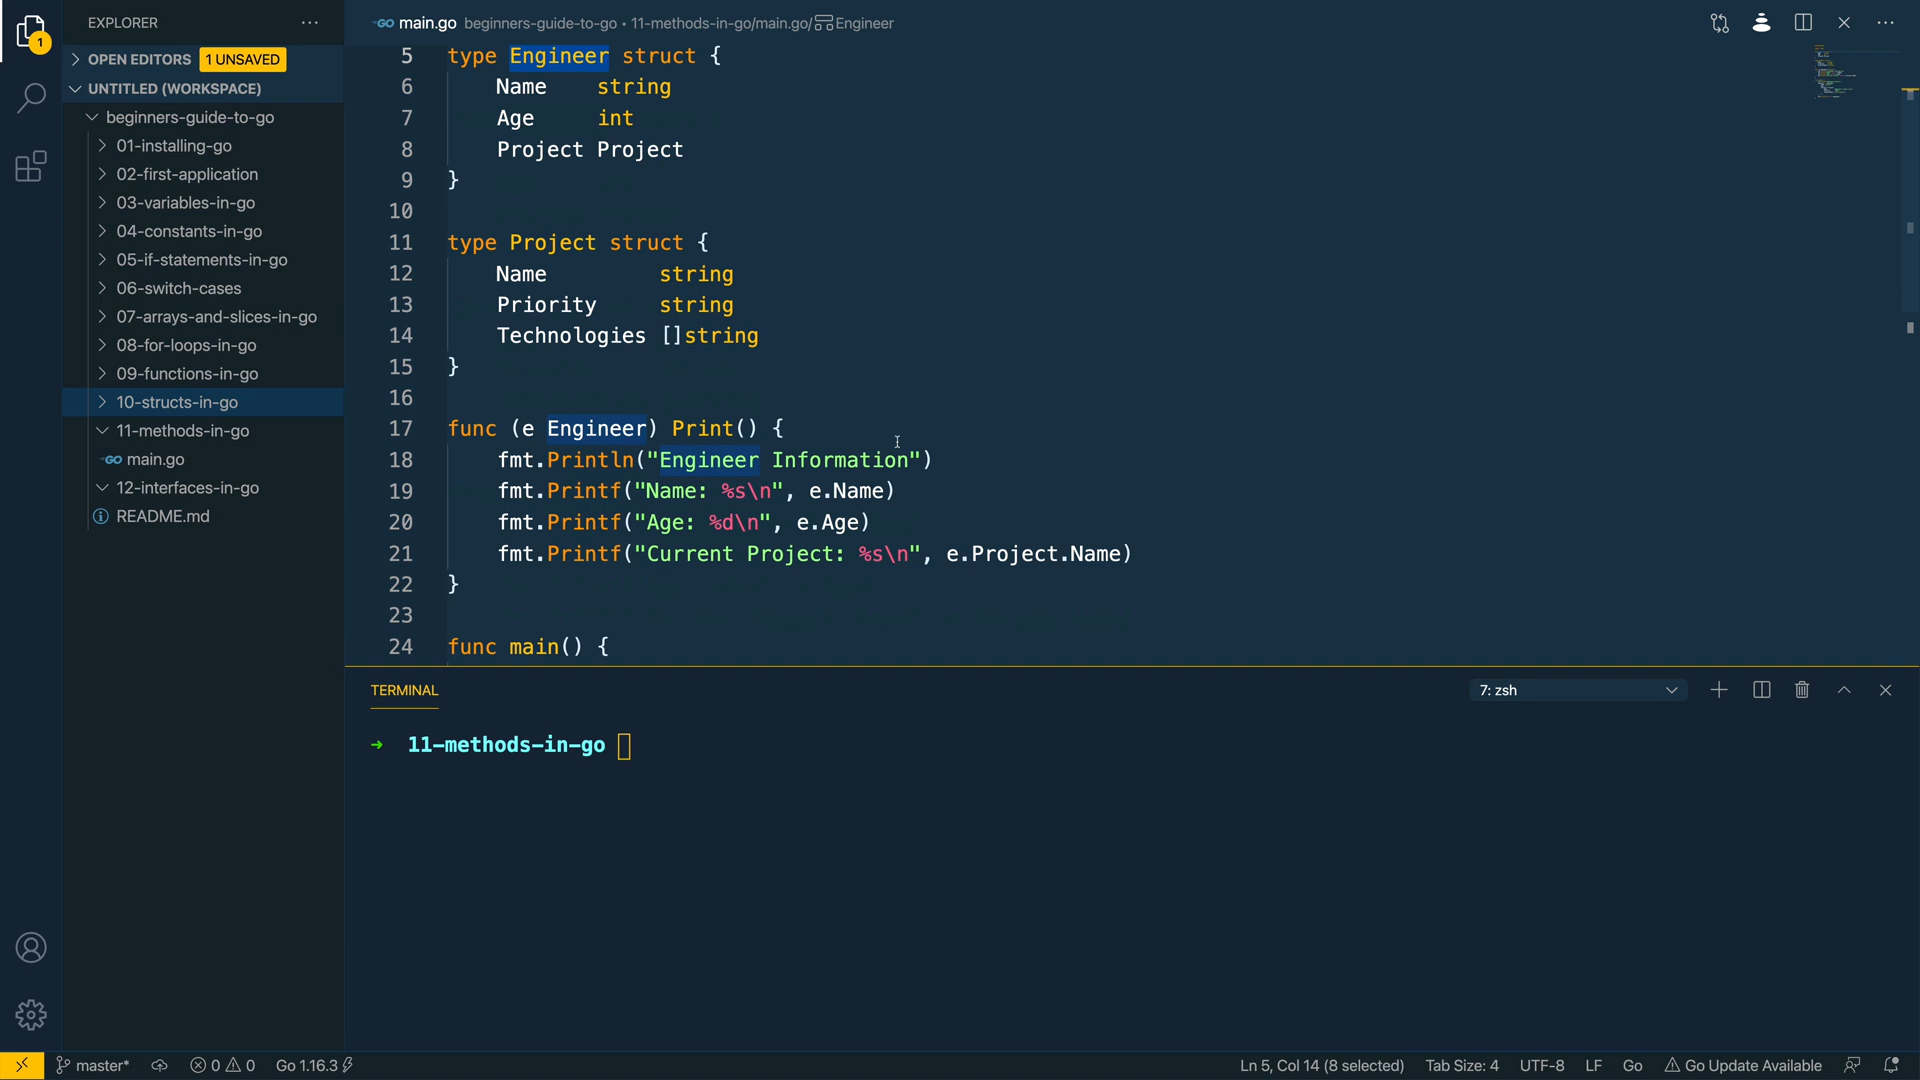 EXPLORER
1
OPEN EDITORS 1 UNSAVED
UNTITLED (WORKSPACE)
beginners-guide-to-go
01-installing-go
02-first-application
03-variables-in-go
04-constants-in-go
05-if-statements-in-go
06-switch-cases
07-arrays-and-slices-in-go
08-for-loops-in-go
09-functions-in-go
10-structs-in-go
11-methods-in-go
GO main.go
12-interfaces-in-go
README.md
GO main.go beginners-guide-to-go • 11-methods-in-go/main.go/ Engineer
5 type Engineer struct {
6 Name string
7 Age int
8 Project Project
9 }
10
11 type Project struct {
12 Name string
13 Priority string
14 Technologies []string
15 }
16
17 func (e Engineer) Print() {
18 fmt.Println("Engineer Information")
19 fmt.Printf("Name: %s\n", e.Name)
20 fmt.Printf("Age: %d\n", e.Age)
21 fmt.Printf("Current Project: %s\n", e.Project.Name)
22 }
23
24 func main() {
TERMINAL 7: zsh
→ 11-methods-in-go
master* 0 0 Go 1.16.3 Ln 5, Col 14 (8 selected) Tab Size: 4 UTF-8 LF Go Go Update Available